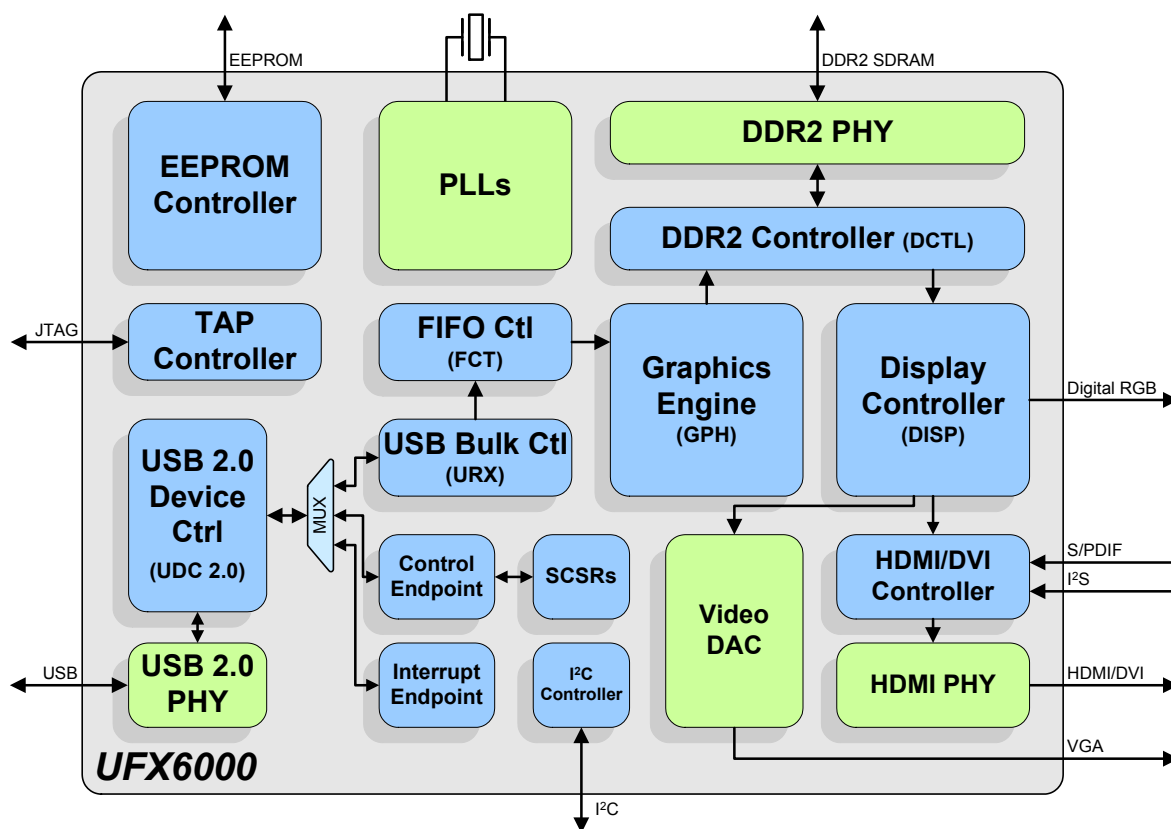 EEPROM
DDR2 SDRAM
EEPROM
Controller
PLLs
DDR2 PHY
DDR2 Controller (DCTL)
JTAG
TAP
Controller
FIFO Ctl
(FCT)
Graphics
Engine
(GPH)
Display
Controller
(DISP)
Digital RGB
USB 2.0
Device
Ctrl
(UDC 2.0)
MUX
USB Bulk Ctl
(URX)
Control
Endpoint
SCSRs
Video
DAC
HDMI/DVI
Controller
S/PDIF
I²S
USB
USB 2.0
PHY
Interrupt
Endpoint
I²C
Controller
HDMI PHY
HDMI/DVI
VGA
UFX6000
I²C